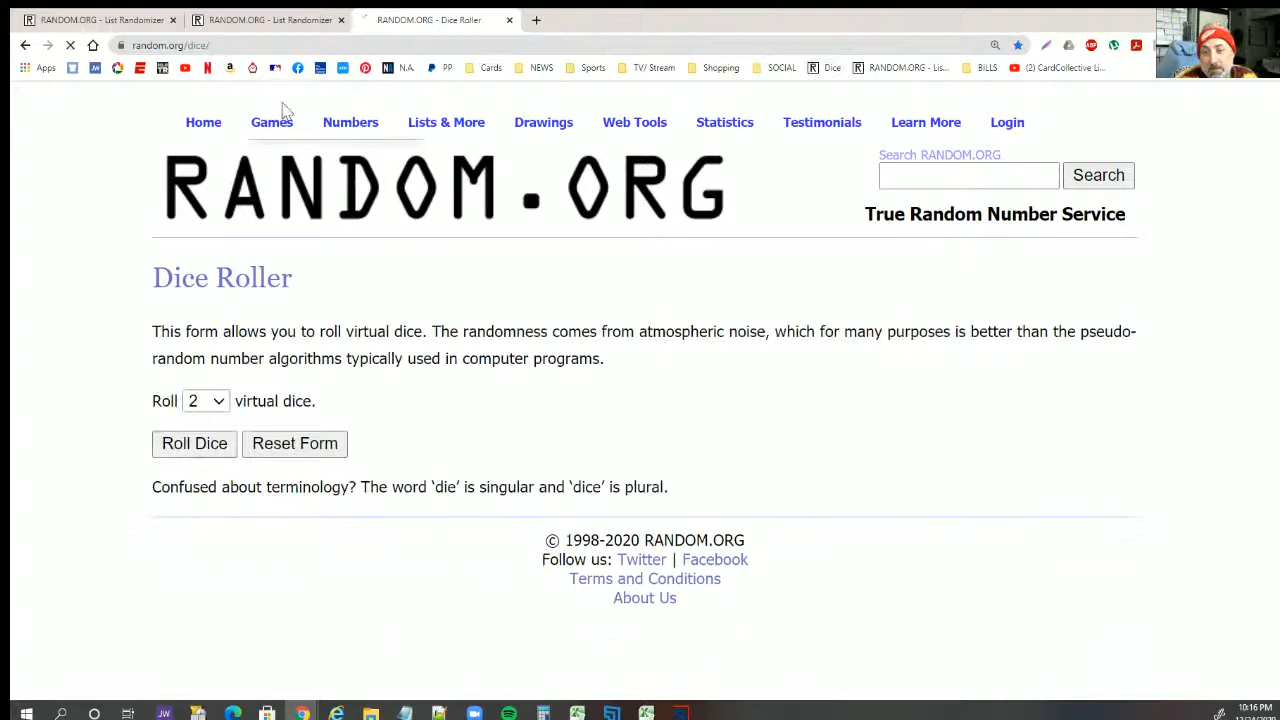 RANDOM.ORG - List Randomizer
RANDOM.ORG - List Randomizer
RANDOM.ORG - Dice Roller
random.org/dice/
Apps
N.A.
PP
Cards
NEWS
Sports
TV/ Stream
Shopping
SOCIAL
Dice
RANDOM.ORG - Lis...
BILLS
(2) CardCollective Li...
Home Games Numbers Lists & More Drawings Web Tools Statistics Testimonials Learn More Login
RANDOM.ORG
Search RANDOM.ORG
Search
True Random Number Service
Dice Roller
This form allows you to roll virtual dice. The randomness comes from atmospheric noise, which for many purposes is better than the pseudo-
random number algorithms typically used in computer programs.
Roll 2 virtual dice.
Roll Dice Reset Form
Confused about terminology? The word ‘die’ is singular and ‘dice’ is plural.
© 1998-2020 RANDOM.ORG
Follow us: Twitter | Facebook
Terms and Conditions
About Us
10:16 PM